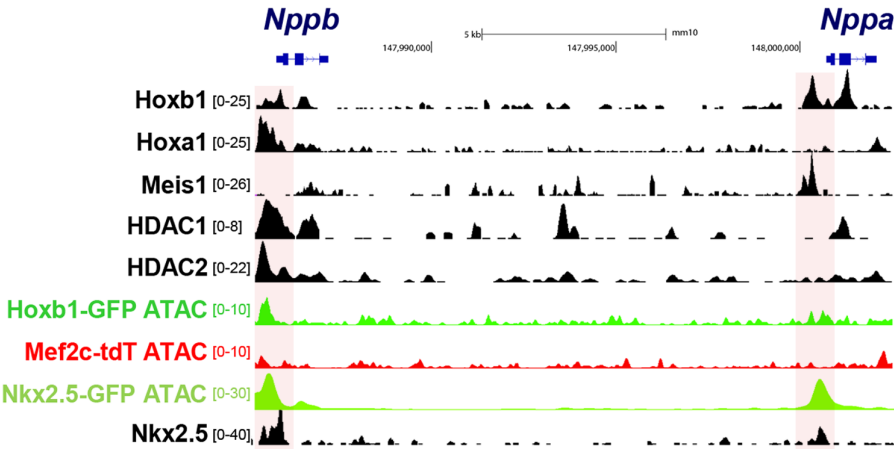 Nppb Nppa
5 kb mm10
147,990,000 147,995,000 148,000,000
Hoxb1 [0-25]
Hoxa1 [0-25]
Meis1 [0-26]
HDAC1 [0-8]
HDAC2 [0-22]
Hoxb1-GFP ATAC [0-10]
Mef2c-tdT ATAC [0-10]
Nkx2.5-GFP ATAC [0-30]
Nkx2.5 [0-40]